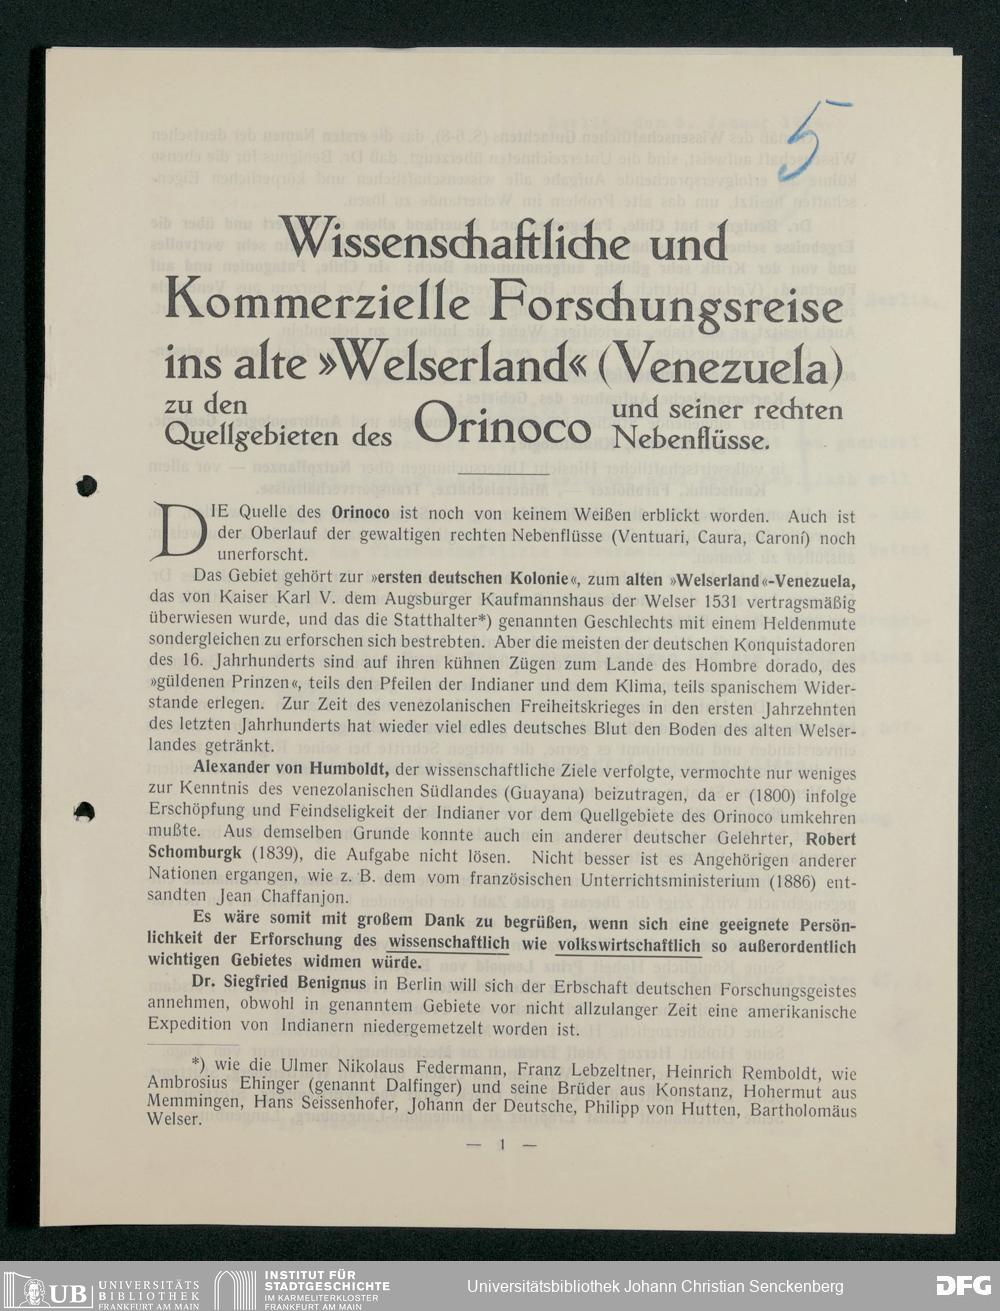 5
Wissenschaftliche und
Kommerzielle Forschungsreise
ins alte »Welserland« (Venezuela)
zu den Quellgebieten des Orinoco und seiner rechten Nebenflüsse.
DIE Quelle des Orinoco ist noch von keinem Weißen erblickt worden. Auch ist
der Oberlauf der gewaltigen rechten Nebenflüsse (Ventuari, Caura, Caroní) noch
unerforscht.
Das Gebiet gehört zur »ersten deutschen Kolonie«, zum alten »Welserland«-Venezuela,
das von Kaiser Karl V. dem Augsburger Kaufmannshaus der Welser 1531 vertragsmäßig
überwiesen wurde, und das die Statthalter*) genannten Geschlechts mit einem Heldenmute
sondergleichen zu erforschen sich bestrebten. Aber die meisten der deutschen Konquistadoren
des 16. Jahrhunderts sind auf ihren kühnen Zügen zum Lande des Hombre dorado, des
»güldenen Prinzen«, teils den Pfeilen der Indianer und dem Klima, teils spanischem Wider-
stande erlegen. Zur Zeit des venezolanischen Freiheitskrieges in den ersten Jahrzehnten
des letzten Jahrhunderts hat wieder viel edles deutsches Blut den Boden des alten Welser-
landes getränkt.
Alexander von Humboldt, der wissenschaftliche Ziele verfolgte, vermochte nur weniges
zur Kenntnis des venezolanischen Südlandes (Guayana) beizutragen, da er (1800) infolge
Erschöpfung und Feindseligkeit der Indianer vor dem Quellgebiete des Orinoco umkehren
mußte. Aus demselben Grunde konnte auch ein anderer deutscher Gelehrter, Robert
Schomburgk (1839), die Aufgabe nicht lösen. Nicht besser ist es Angehörigen anderer
Nationen ergangen, wie z. B. dem vom französischen Unterrichtsministerium (1886) ent-
sandten Jean Chaffanjon.
Es wäre somit mit großem Dank zu begrüßen, wenn sich eine geeignete Persön-
lichkeit der Erforschung des wissenschaftlich wie volkswirtschaftlich so außerordentlich
wichtigen Gebietes widmen würde.
Dr. Siegfried Benignus in Berlin will sich der Erbschaft deutschen Forschungsgeistes
annehmen, obwohl in genanntem Gebiete vor nicht allzulanger Zeit eine amerikanische
Expedition von Indianern niedergemetzelt worden ist.
*) wie die Ulmer Nikolaus Federmann, Franz Lebzeltner, Heinrich Remboldt, wie
Ambrosius Ehinger (genannt Dalfinger) und seine Brüder aus Konstanz, Hohermut aus
Memmingen, Hans Seissenhofer, Johann der Deutsche, Philipp von Hutten, Bartholomäus
Welser.
— 1 —
UB UNIVERSITÄTS BIBLIOTHEK FRANKFURT AM MAIN
INSTITUT FÜR STADTGESCHICHTE IM KARMELITERKLOSTER FRANKFURT AM MAIN
Universitätsbibliothek Johann Christian Senckenberg
DFG